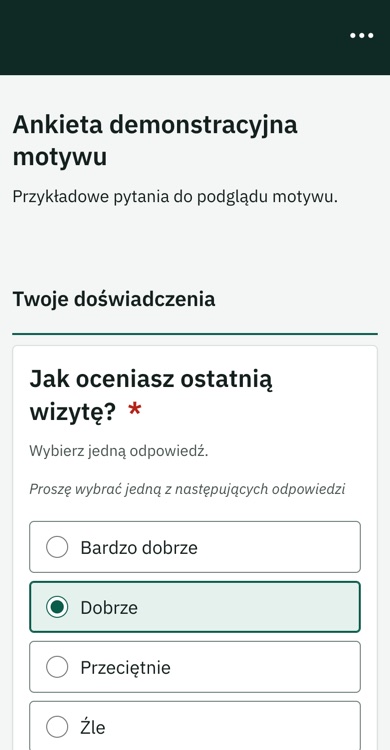 Ankieta demonstracyjna
motywu
Przykładowe pytania do podglądu motywu.
Twoje doświadczenia
Jak oceniasz ostatnią
wizytę? *
Wybierz jedną odpowiedź.
Proszę wybrać jedną z następujących odpowiedzi
Bardzo dobrze
Dobrze
Przeciętnie
Źle